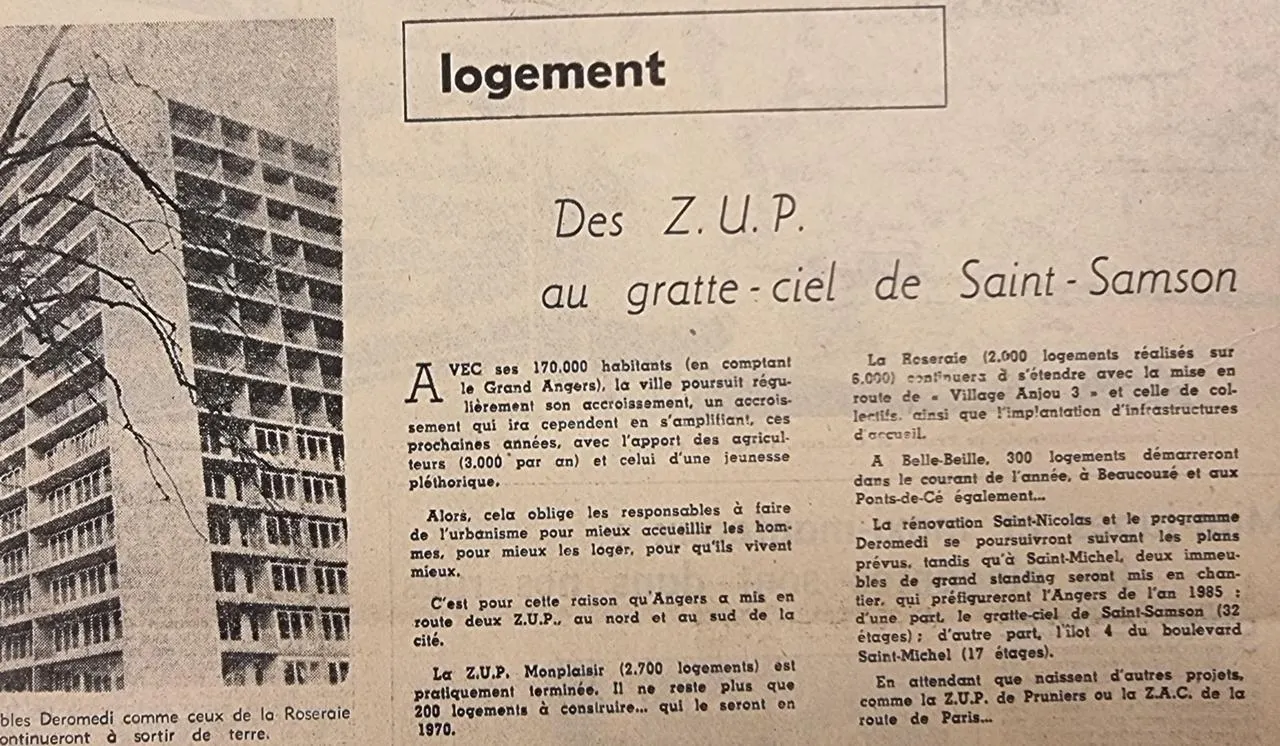 logement
Des Z.U.P.
au gratte-ciel de Saint-Samson
AVEC ses 170.000 habitants (en comptant
le Grand Angers), la ville poursuit régu-
lièrement son accroissement, un accrois-
sement qui ira cependant en s'amplifiant, ces
prochaines années, avec l'apport des agricul-
teurs (3.000 par an) et celui d'une jeunesse
pléthorique.
Alors, cela oblige les responsables à faire
de l'urbanisme pour mieux accueillir les hom-
mes, pour mieux les loger, pour qu'ils vivent
mieux.
C'est pour cette raison qu'Angers a mis en
route deux Z.U.P., au nord et au sud de la
cité.
La Z.U.P. Monplaisir (2.700 logements) est
pratiquement terminée. Il ne reste plus que
200 logements à construire... qui le seront en
1970.
La Roseraie (2.000 logements réalisés sur
6.000) continuera à s'étendre avec la mise en
route de « Village Anjou 3 » et celle de col-
lectifs, ainsi que l'implantation d'infrastructures
d'accueil.
A Belle-Beille, 300 logements démarreront
dans le courant de l'année, à Beaucouzé et aux
Ponts-de-Cé également...
La rénovation Saint-Nicolas et le programme
Deromedi se poursuivront suivant les plans
prévus, tandis qu'à Saint-Michel, deux immeu-
bles de grand standing seront mis en chan-
tier, qui préfigureront l'Angers de l'an 1985 :
d'une part, le gratte-ciel de Saint-Samson (32
étages) ; d'autre part, l'îlot 4 du boulevard
Saint-Michel (17 étages).
En attendant que naissent d'autres projets,
comme la Z.U.P. de Pruniers ou la Z.A.C. de la
route de Paris...
bles Deromedi comme ceux de la Roseraie
ontinueront à sortir de terre.